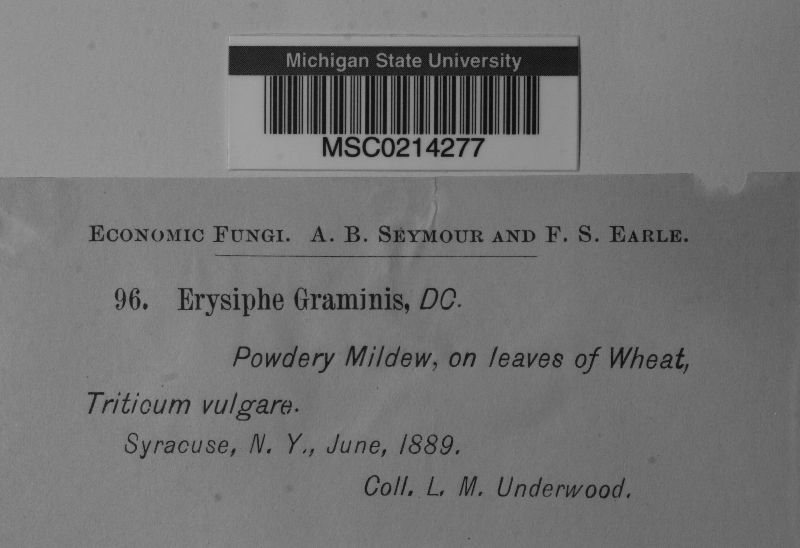 Michigan State University
MSC0214277
ECONOMIC FUNGI. A. B. SEYMOUR AND F. S. EARLE.
96. Erysiphe Graminis, DC.
Powdery Mildew, on leaves of Wheat,
Triticum vulgare.
Syracuse, N. Y., June, 1889.
Coll. L. M. Underwood.